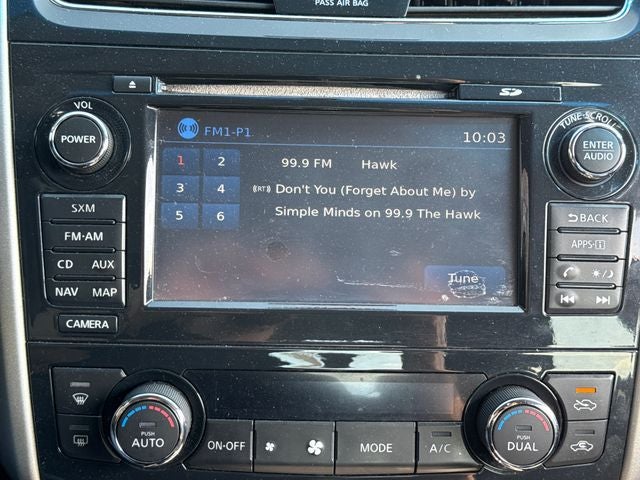 PASS AIR BAG
VOL
POWER
SXM
FM·AM
CD AUX
NAV MAP
CAMERA
FM1-P1
10:03
1 2
3 4
5 6
99.9 FM Hawk
((RT)) Don't You (Forget About Me) by
Simple Minds on 99.9 The Hawk
Tune
SD
TUNE·SCROLL
ENTER
AUDIO
BACK
APPS·i
PUSH
AUTO
ON·OFF
MODE
A/C
PUSH
DUAL